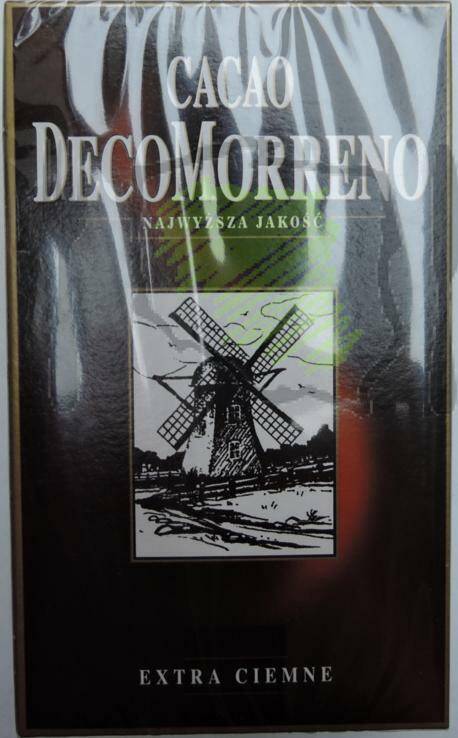 CACAO
DECOMORRENO
NAJWYŻSZA JAKOŚĆ
EXTRA CIEMNE